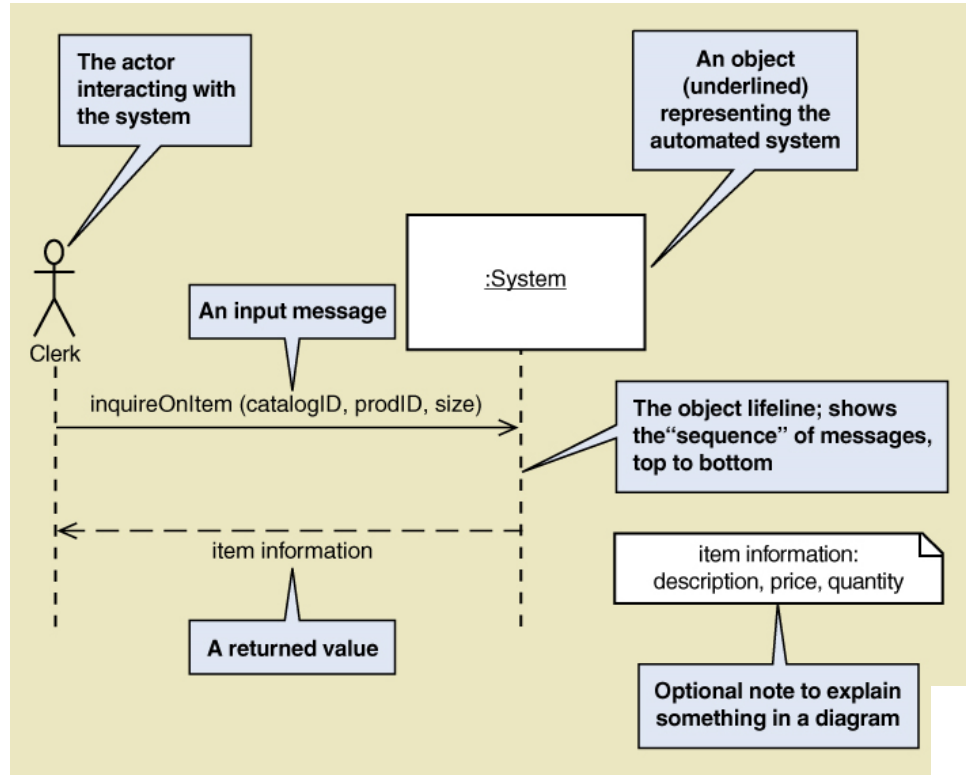 The actor
interacting with
the system
An object
(underlined)
representing the
automated system
:System
An input message
Clerk
inquireOnItem (catalogID, prodID, size)
The object lifeline; shows
the“sequence” of messages,
top to bottom
item information
item information:
description, price, quantity
A returned value
Optional note to explain
something in a diagram